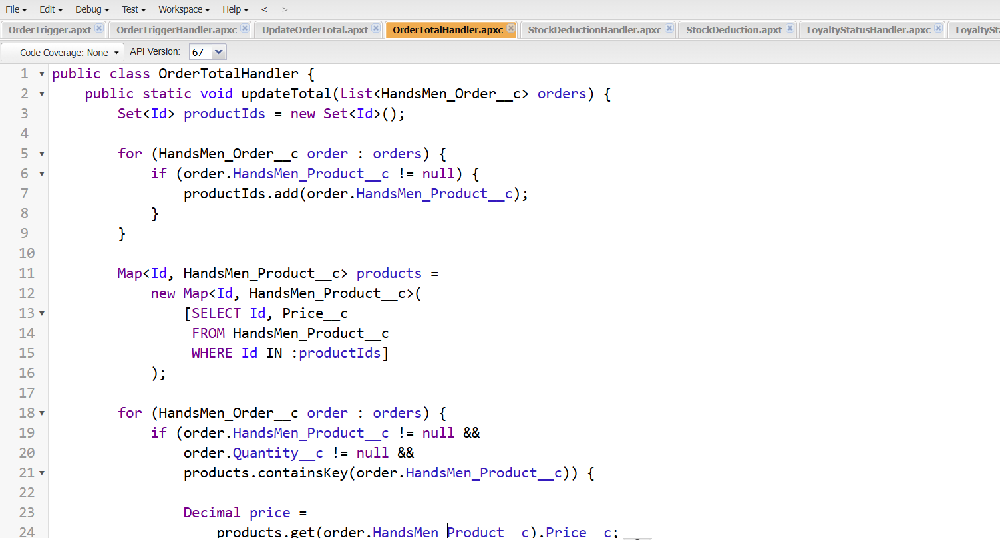 File Edit Debug Test Workspace Help < >
OrderTrigger.apxt OrderTriggerHandler.apxc UpdateOrderTotal.apxt OrderTotalHandler.apxc StockDeductionHandler.apxc StockDeduction.apxt LoyaltyStatusHandler.apxc LoyaltySta
Code Coverage: None API Version: 67
1 public class OrderTotalHandler {
2 public static void updateTotal(List<HandsMen_Order__c> orders) {
3 Set<Id> productIds = new Set<Id>();
4
5 for (HandsMen_Order__c order : orders) {
6 if (order.HandsMen_Product__c != null) {
7 productIds.add(order.HandsMen_Product__c);
8 }
9 }
10
11 Map<Id, HandsMen_Product__c> products =
12 new Map<Id, HandsMen_Product__c>(
13 [SELECT Id, Price__c
14 FROM HandsMen_Product__c
15 WHERE Id IN :productIds]
16 );
17
18 for (HandsMen_Order__c order : orders) {
19 if (order.HandsMen_Product__c != null &&
20 order.Quantity__c != null &&
21 products.containsKey(order.HandsMen_Product__c)) {
22
23 Decimal price =
24 products.get(order.HandsMen_Product__c).Price__c;